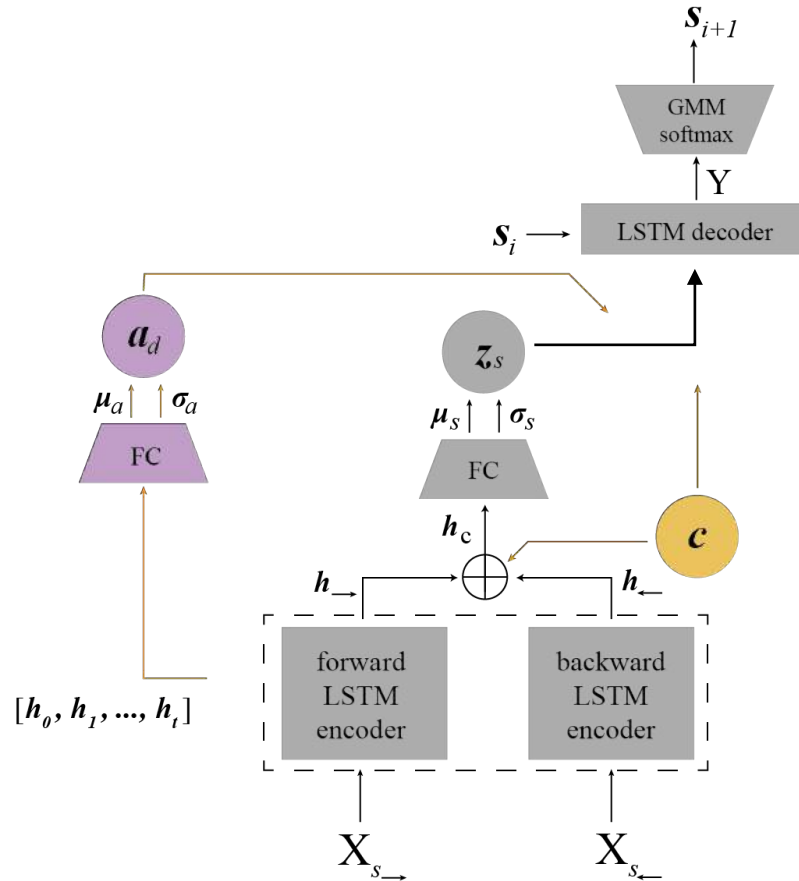 s_{i+1}
GMM
softmax
Y
s_i
LSTM decoder
a_d
z_s
μ_a
σ_a
μ_s
σ_s
FC
FC
h_c
c
h→
h←
forward
LSTM
encoder
backward
LSTM
encoder
[h_0, h_1, ..., h_t]
X_s→
X_s←